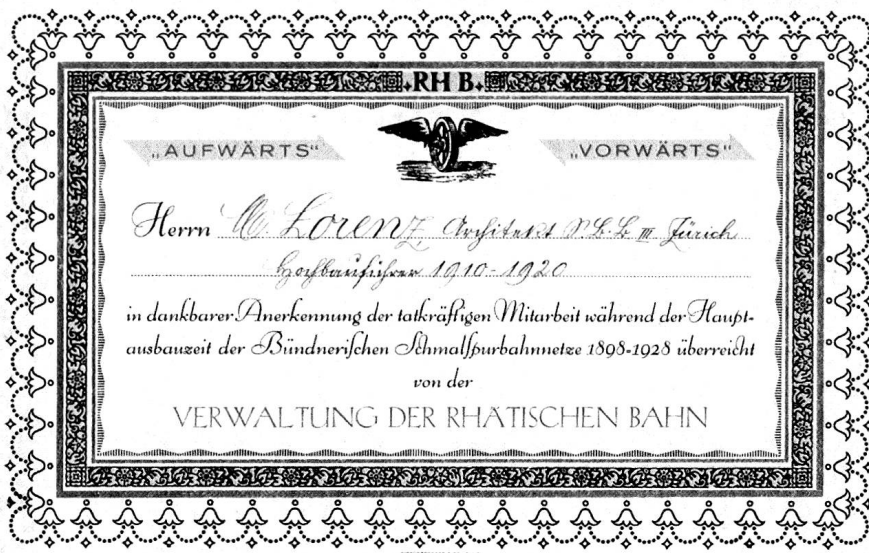 RH B.
„AUFWÄRTS“ „VORWÄRTS“
Herrn M. Lorenz, Architekt S.B.B. III Zürich
Hochbauführer 1910-1920
in dankbarer Anerkennung der tatkräftigen Mitarbeit während der Haupt-
ausbauzeit der Bündnerischen Schmalspurbahnnetze 1898-1928 überreicht
von der
VERWALTUNG DER RHÄTISCHEN BAHN